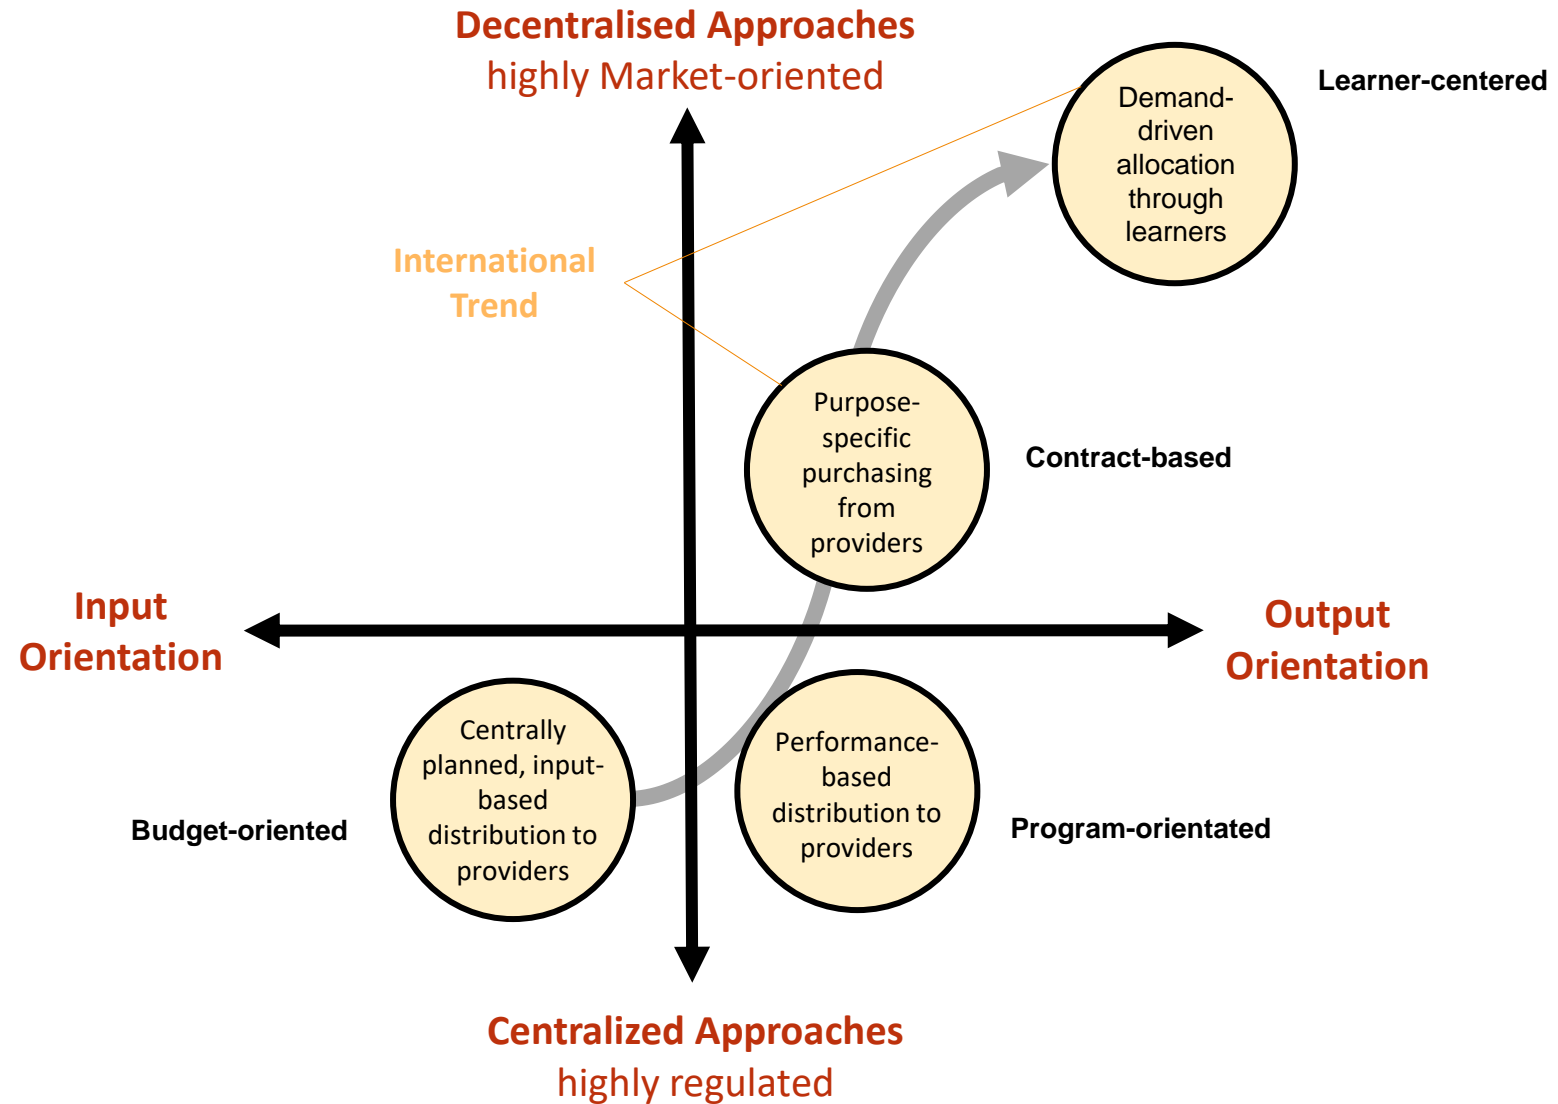 Decentralised Approaches
highly Market-oriented
Demand-
driven
allocation
through
learners
Learner-centered
International
Trend
Purpose-
specific
purchasing
from
providers
Contract-based
Input
Orientation
Output
Orientation
Centrally
planned, input-
based
distribution to
providers
Budget-oriented
Performance-
based
distribution to
providers
Program-orientated
Centralized Approaches
highly regulated